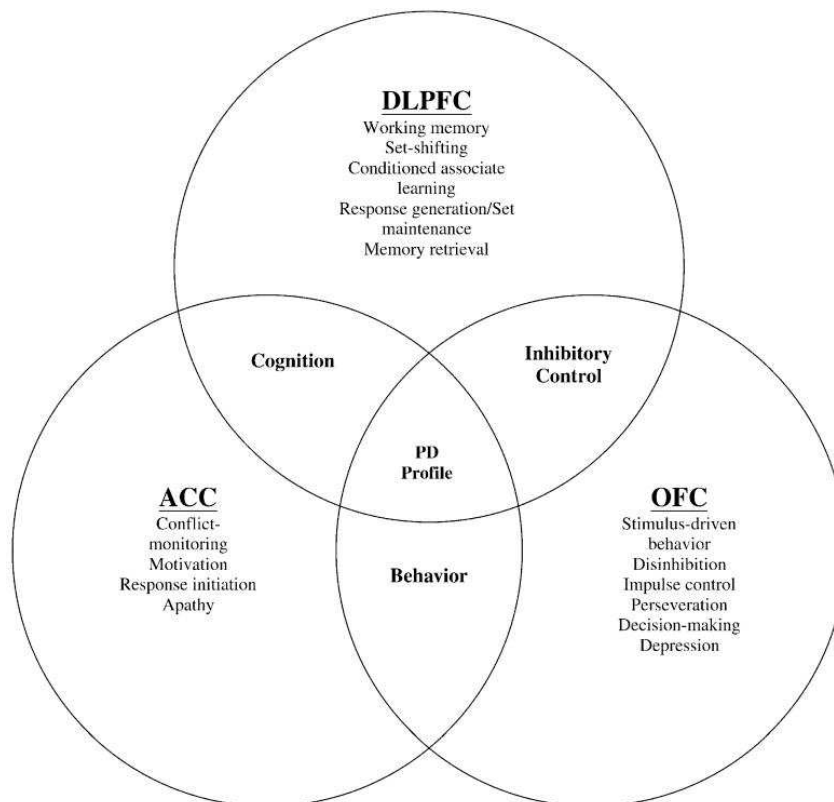 DLPFC
Working memory
Set-shifting
Conditioned associate
learning
Response generation/Set
maintenance
Memory retrieval
Cognition
Inhibitory
Control
PD
Profile
ACC
Conflict-
monitoring
Motivation
Response initiation
Apathy
Behavior
OFC
Stimulus-driven
behavior
Disinhibition
Impulse control
Perseveration
Decision-making
Depression